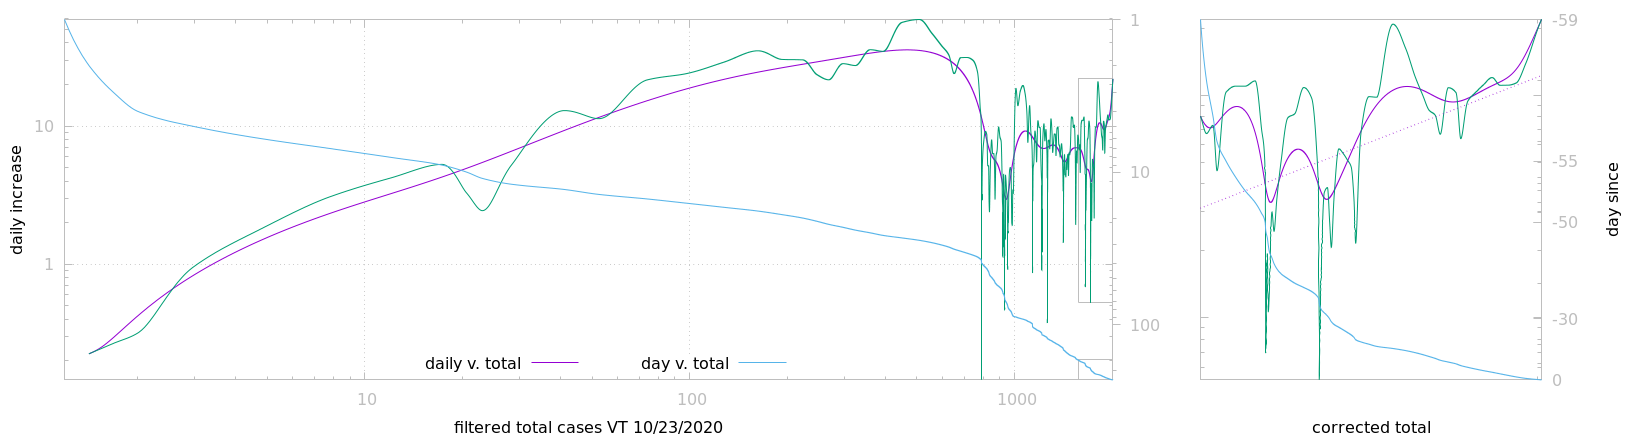 daily increase
10
1
daily v. total
day v. total
10
100
1000
filtered total cases VT 10/23/2020
1
10
100
-59
-55
-50
-30
0
day since
corrected total